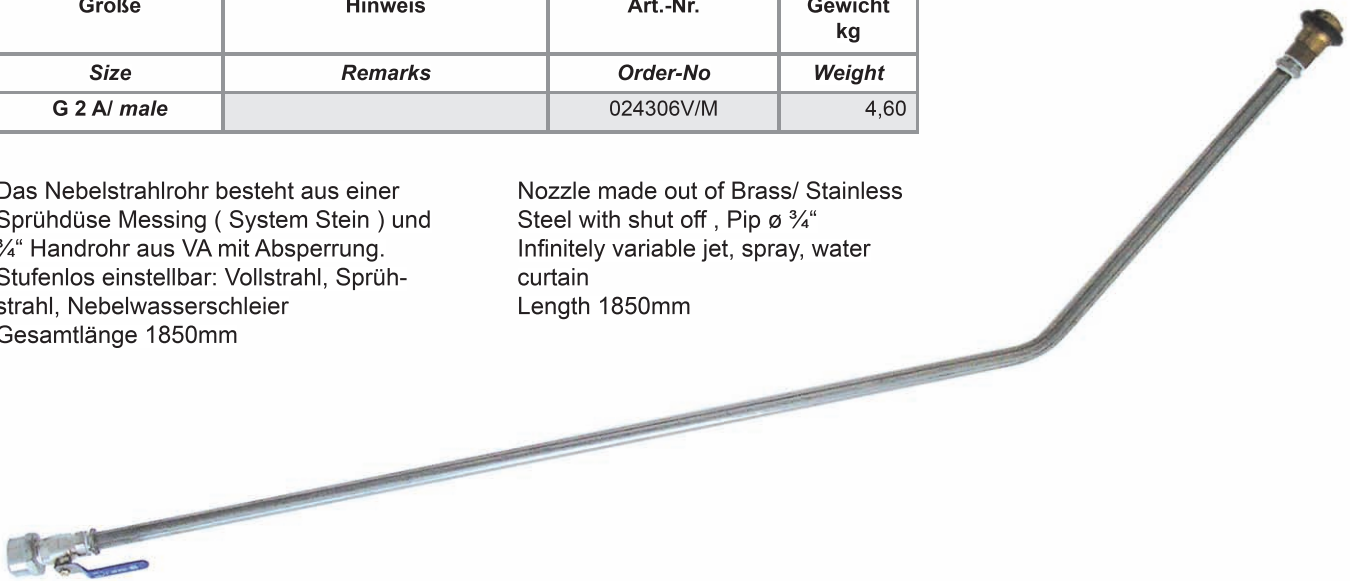 Größe Hinweis Art.-Nr. Gewicht
kg
Size Remarks Order-No Weight
G 2 A/ male 024306V/M 4,60
Das Nebelstrahlrohr besteht aus einer
Sprühdüse Messing ( System Stein ) und
¾“ Handrohr aus VA mit Absperrung.
Stufenlos einstellbar: Vollstrahl, Sprüh-
strahl, Nebelwasserschleier
Gesamtlänge 1850mm
Nozzle made out of Brass/ Stainless
Steel with shut off , Pip ø ¾“
Infinitely variable jet, spray, water
curtain
Length 1850mm